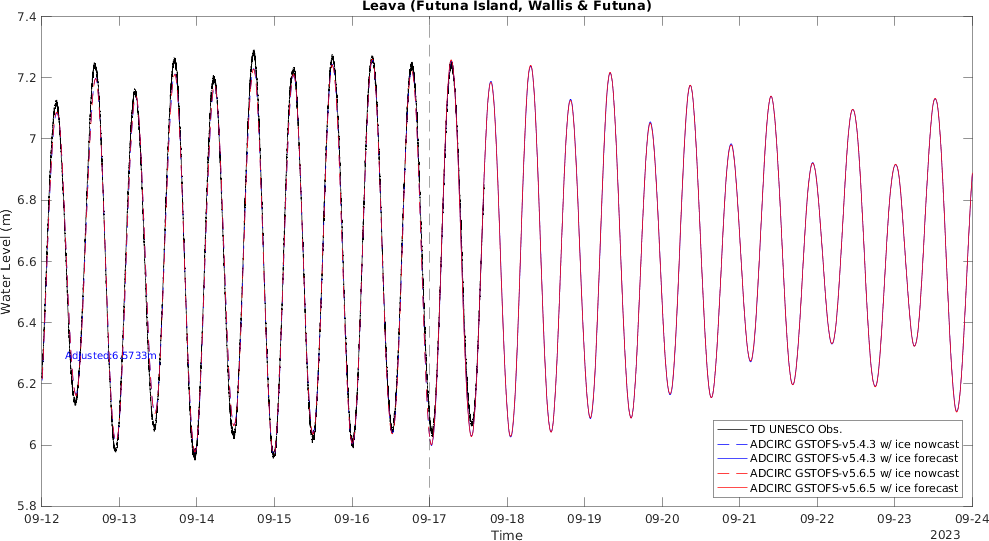 Leava (Futuna Island, Wallis & Futuna)
7.4
7.2
7
6.8
6.6
6.4
6.2
6
5.8
Water Level (m)
Adjusted:6.5733m
TD UNESCO Obs.
ADCIRC GSTOFS-v5.4.3 w/ ice nowcast
ADCIRC GSTOFS-v5.4.3 w/ ice forecast
ADCIRC GSTOFS-v5.6.5 w/ ice nowcast
ADCIRC GSTOFS-v5.6.5 w/ ice forecast
09-12 09-13 09-14 09-15 09-16 09-17 09-18 09-19 09-20 09-21 09-22 09-23 09-24
Time
2023